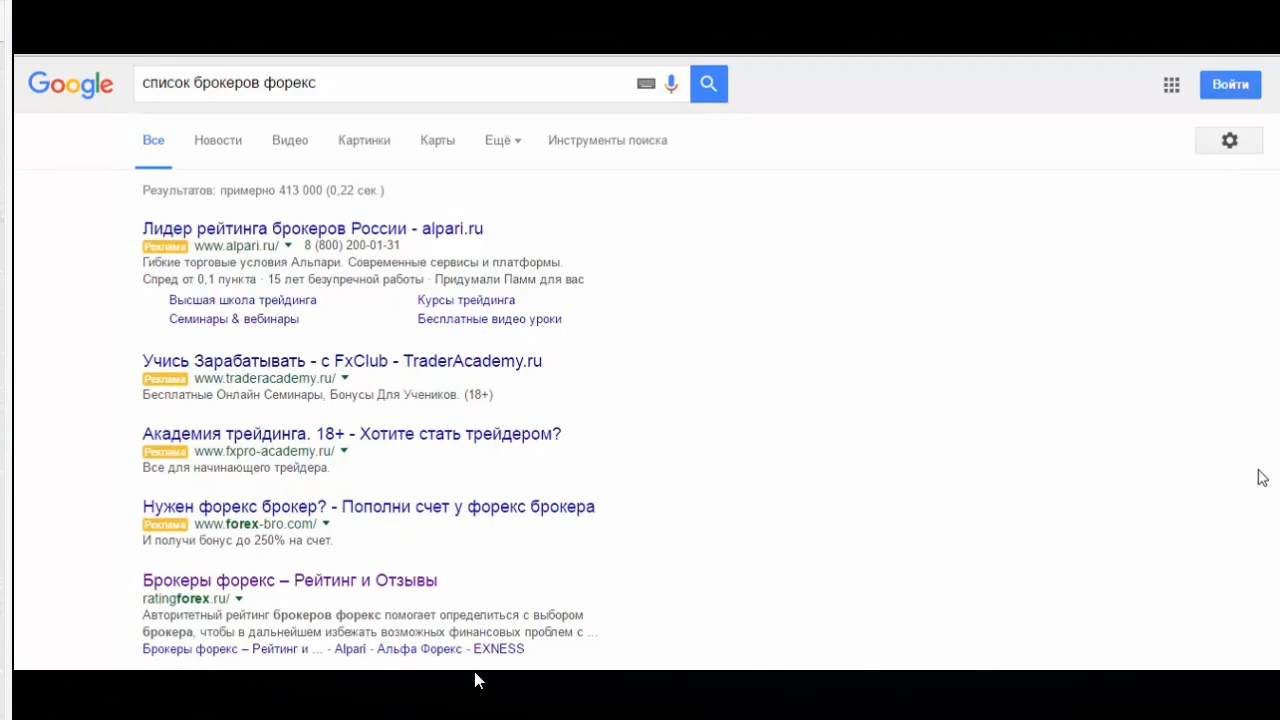 Google
список брокеров форекс
Войти
Все Новости Видео Картинки Карты Ещё Инструменты поиска
Результатов: примерно 413 000 (0,22 сек.)
Лидер рейтинга брокеров России - alpari.ru
Реклама www.alpari.ru/ 8 (800) 200-01-31
Гибкие торговые условия Альпари. Современные сервисы и платформы.
Спред от 0,1 пункта · 15 лет безупречной работы · Придумали Памм для вас
Высшая школа трейдинга Курсы трейдинга
Семинары & вебинары Бесплатные видео уроки
Учись Зарабатывать - с FxClub - TraderAcademy.ru
Реклама www.traderacademy.ru/
Бесплатные Онлайн Семинары, Бонусы Для Учеников. (18+)
Академия трейдинга. 18+ - Хотите стать трейдером?
Реклама www.fxpro-academy.ru/
Все для начинающего трейдера.
Нужен форекс брокер? - Пополни счет у форекс брокера
Реклама www.forex-bro.com/
И получи бонус до 250% на счет.
Брокеры форекс – Рейтинг и Отзывы
ratingforex.ru/
Авторитетный рейтинг брокеров форекс помогает определиться с выбором
брокера, чтобы в дальнейшем избежать возможных финансовых проблем с ...
Брокеры форекс – Рейтинг и ... - Alpari - Альфа Форекс - EXNESS